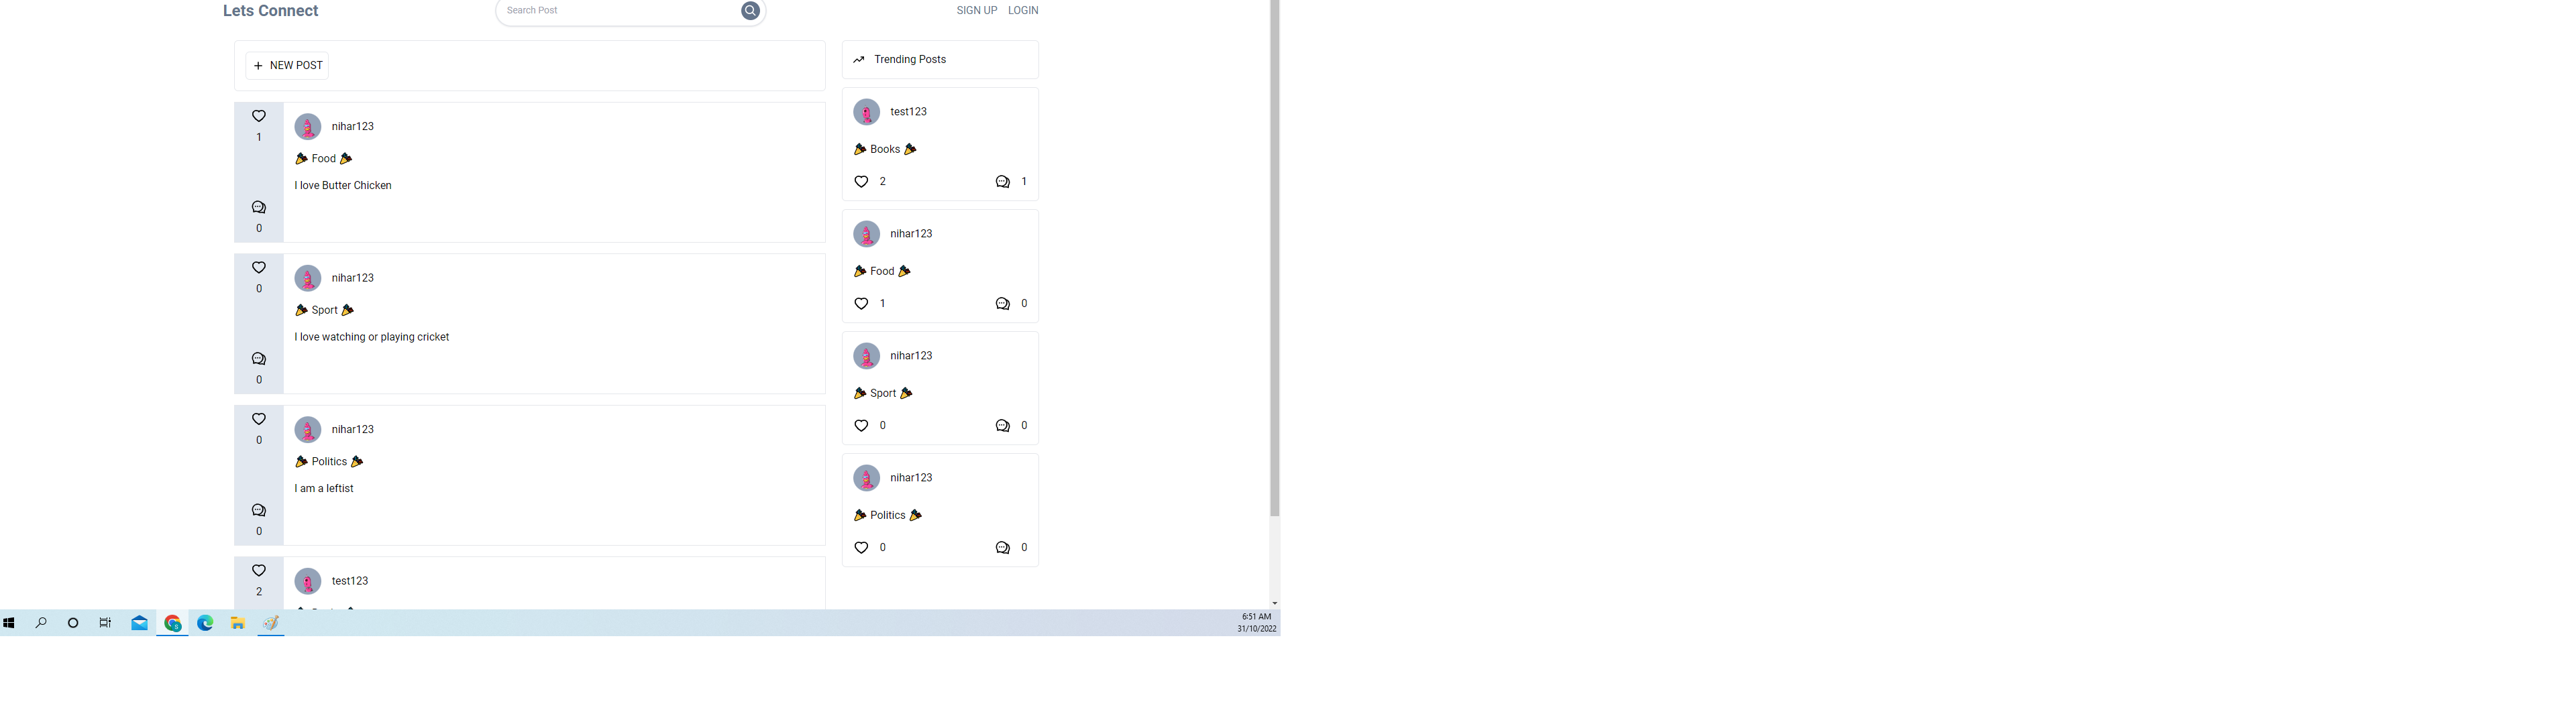 Lets Connect
Search Post
SIGN UP LOGIN
NEW POST
1
nihar123
Food
I love Butter Chicken
0
0
nihar123
Sport
I love watching or playing cricket
0
0
nihar123
Politics
I am a leftist
0
2
test123
Trending Posts
test123
Books
2 1
nihar123
Food
1 0
nihar123
Sport
0 0
nihar123
Politics
0 0
6:51 AM
31/10/2022